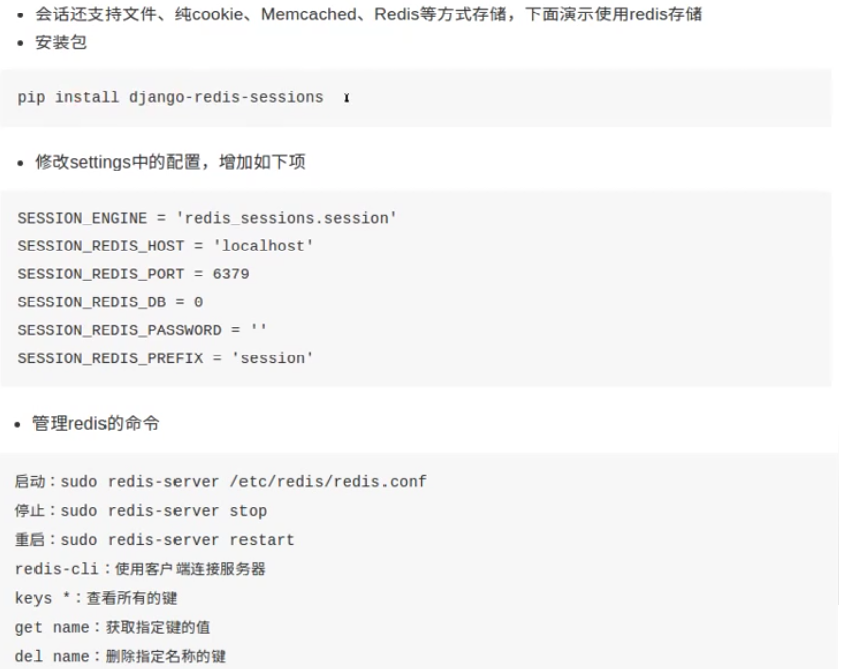 会话还支持文件、纯cookie、Memcached、Redis等方式存储，下面演示使用redis存储
安装包
pip install django-redis-sessions
修改settings中的配置，增加如下项
SESSION_ENGINE = 'redis_sessions.session'
SESSION_REDIS_HOST = 'localhost'
SESSION_REDIS_PORT = 6379
SESSION_REDIS_DB = 0
SESSION_REDIS_PASSWORD = ''
SESSION_REDIS_PREFIX = 'session'
管理redis的命令
启动：sudo redis-server /etc/redis/redis.conf
停止：sudo redis-server stop
重启：sudo redis-server restart
redis-cli：使用客户端连接服务器
keys *：查看所有的键
get name：获取指定键的值
del name：删除指定名称的键